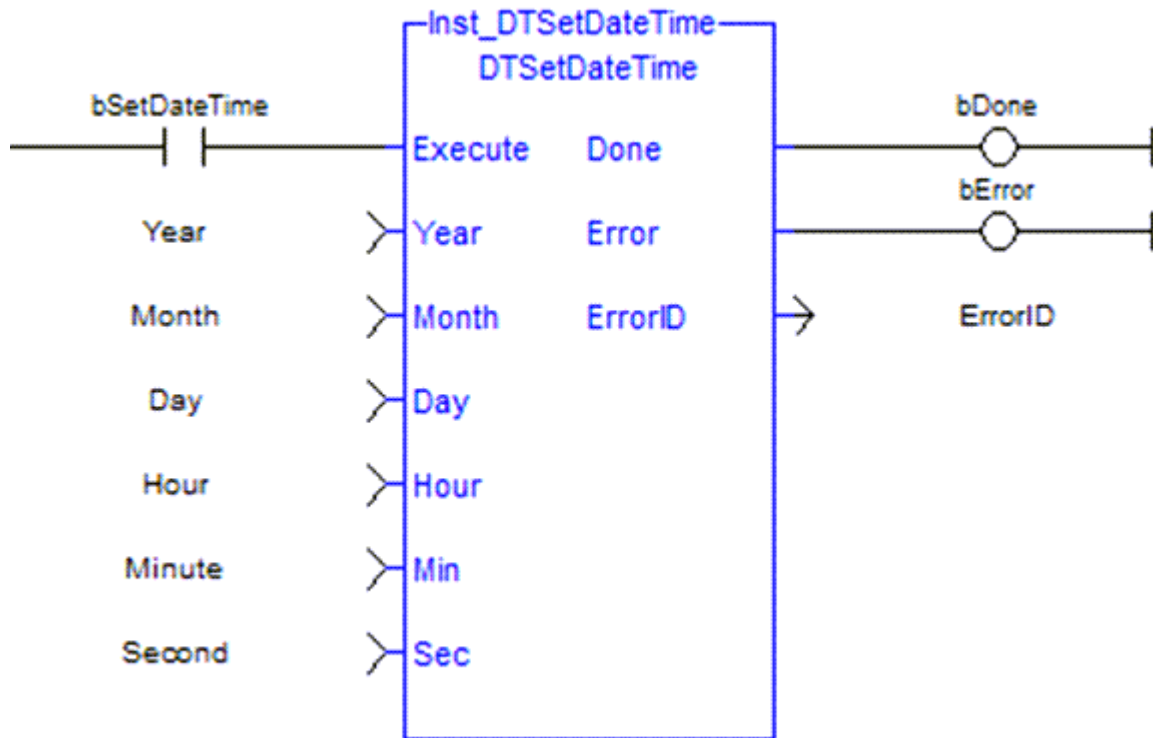 Inst_DTSetDateTime
DTSetDateTime
bSetDateTime bDone
Execute Done
bError
Year Year Error
Month Month ErrorID ErrorID
Day Day
Hour Hour
Minute Min
Second Sec